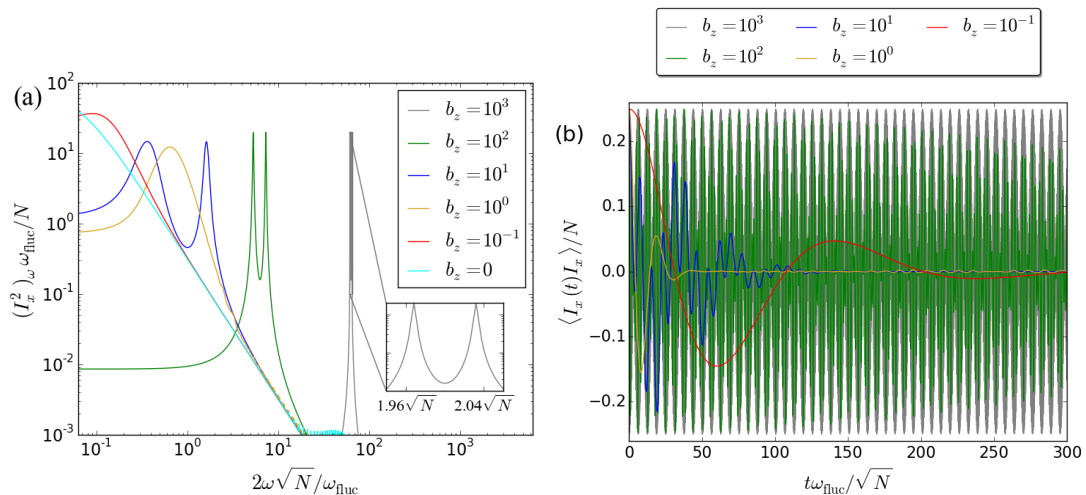 (a)
10^2
10^1
10^0
10^{-1}
10^{-2}
10^{-3}
(I_x^2)_ω ω_fluc/N
b_z = 10^3
b_z = 10^2
b_z = 10^1
b_z = 10^0
b_z = 10^{-1}
b_z = 0
1.96√N 2.04√N
10^{-1} 10^0 10^1 10^2 10^3
2ω√N/ω_fluc
b_z = 10^3 b_z = 10^1 b_z = 10^{-1}
b_z = 10^2 b_z = 10^0
(b)
0.2
0.1
0.0
−0.1
−0.2
⟨I_x(t)I_x⟩/N
0 50 100 150 200 250 300
tω_fluc/√N